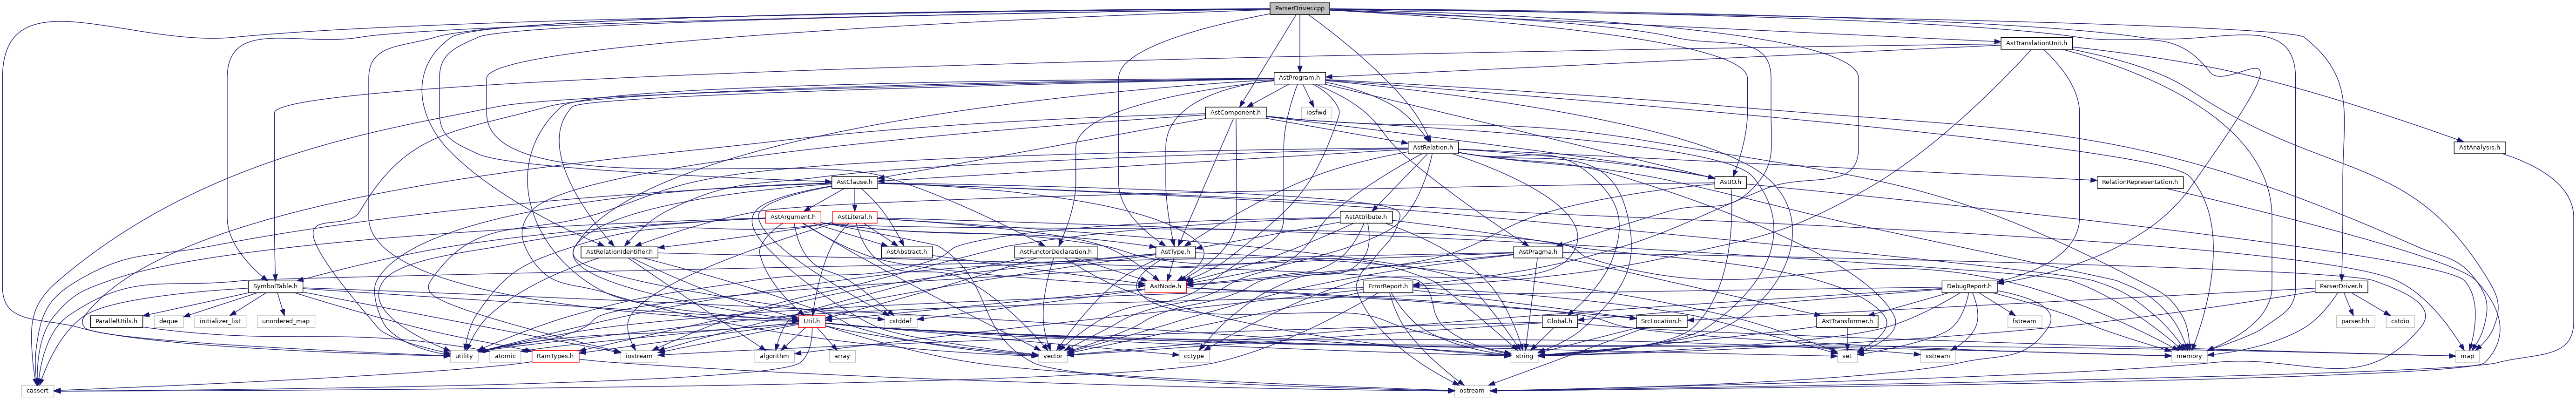 ParserDriver.cpp
AstTranslationUnit.h
AstProgram.h
AstComponent.h
iosfwd
AstRelation.h
AstAnalysis.h
AstClause.h
AstIO.h
RelationRepresentation.h
AstArgument.h
AstLiteral.h
AstAttribute.h
AstRelationIdentifier.h
AstAbstract.h
AstFunctorDeclaration.h
AstType.h
AstPragma.h
SymbolTable.h
AstNode.h
ErrorReport.h
DebugReport.h
ParserDriver.h
ParallelUtils.h
deque
initializer_list
unordered_map
Util.h
cstddef
Global.h
SrcLocation.h
AstTransformer.h
fstream
parser.hh
cstdio
utility
atomic
RamTypes.h
iostream
algorithm
array
vector
cctype
string
set
sstream
memory
map
cassert
ostream